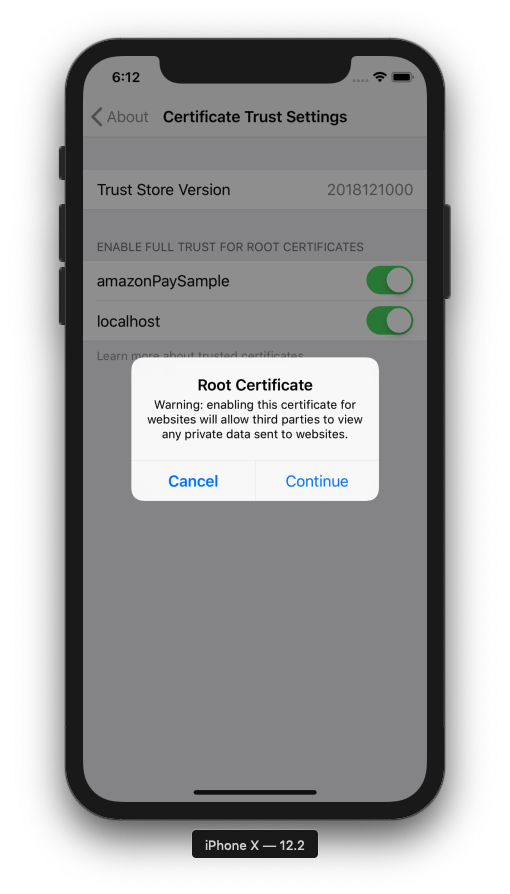 6:12
About Certificate Trust Settings
Trust Store Version 2018121000
ENABLE FULL TRUST FOR ROOT CERTIFICATES
amazonPaySample
localhost
Learn more about trusted certificates
Root Certificate
Warning: enabling this certificate for
websites will allow third parties to view
any private data sent to websites.
Cancel Continue
iPhone X — 12.2